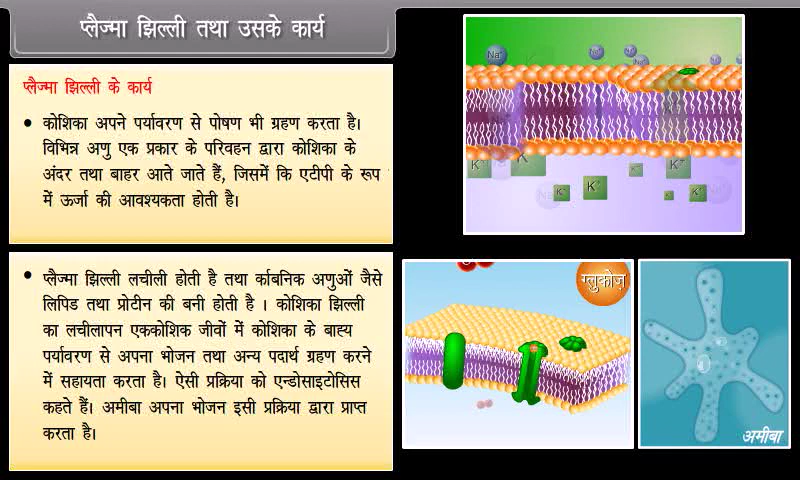 प्लैज्मा झिल्ली तथा उसके कार्य
प्लैज्मा झिल्ली के कार्य
• कोशिका अपने पर्यावरण से पोषण भी ग्रहण करता है।
विभिन्न अणु एक प्रकार के परिवहन द्वारा कोशिका के
अंदर तथा बाहर आते जाते हैं, जिसमें कि एटीपी के रूप
में ऊर्जा की आवश्यकता होती है।
• प्लैज्मा झिल्ली लचीली होती है तथा कार्बनिक अणुओं जैसे
लिपिड तथा प्रोटीन की बनी होती है । कोशिका झिल्ली
का लचीलापन एककोशिक जीवों में कोशिका के बाह्य
पर्यावरण से अपना भोजन तथा अन्य पदार्थ ग्रहण करने
में सहायता करता है। ऐसी प्रक्रिया को एन्डोसाइटोसिस
कहते हैं। अमीबा अपना भोजन इसी प्रक्रिया द्वारा प्राप्त
करता है।
Na⁺
K⁺
K⁺
K⁺
K⁺
K⁺
K⁺
ग्लुकोज़
अमीबा